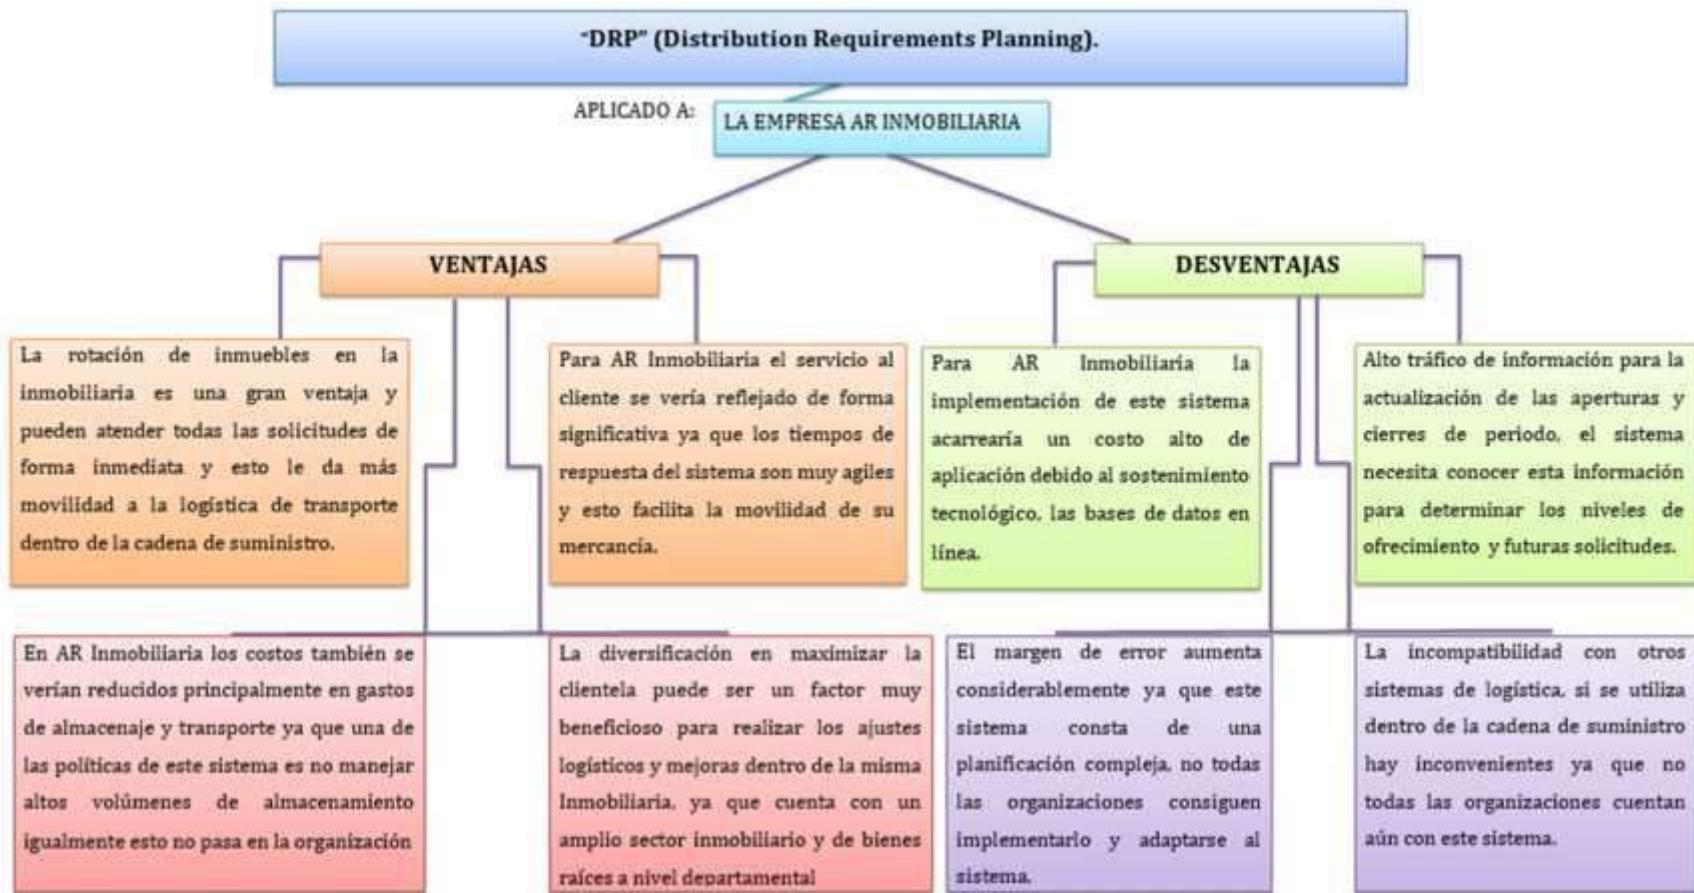 "DRP" (Distribution Requirements Planning).
APLICADO A:
LA EMPRESA AR INMOBILIARIA
VENTAJAS
DESVENTAJAS
La rotación de inmuebles en la
inmobiliaria es una gran ventaja y
pueden atender todas las solicitudes de
forma inmediata y esto le da más
movilidad a la logística de transporte
dentro de la cadena de suministro.
Para AR Inmobiliaria el servicio al
cliente se vería reflejado de forma
significativa ya que los tiempos de
respuesta del sistema son muy agiles
y esto facilita la movilidad de su
mercancía.
Para AR Inmobiliaria la
implementación de este sistema
acarrearía un costo alto de
aplicación debido al sostenimiento
tecnológico, las bases de datos en
línea.
Alto tráfico de información para la
actualización de las aperturas y
cierres de periodo, el sistema
necesita conocer esta información
para determinar los niveles de
ofrecimiento y futuras solicitudes.
En AR Inmobiliaria los costos también se
verían reducidos principalmente en gastos
de almacenaje y transporte ya que una de
las políticas de este sistema es no manejar
altos volúmenes de almacenamiento
igualmente esto no pasa en la organización
La diversificación en maximizar la
clientela puede ser un factor muy
beneficioso para realizar los ajustes
logísticos y mejoras dentro de la misma
Inmobiliaria, ya que cuenta con un
amplio sector inmobiliario y de bienes
raíces a nivel departamental
El margen de error aumenta
considerablemente ya que este
sistema consta de una
planificación compleja, no todas
las organizaciones consiguen
implementarlo y adaptarse al
sistema.
La incompatibilidad con otros
sistemas de logística, si se utiliza
dentro de la cadena de suministro
hay inconvenientes ya que no
todas las organizaciones cuentan
aún con este sistema.